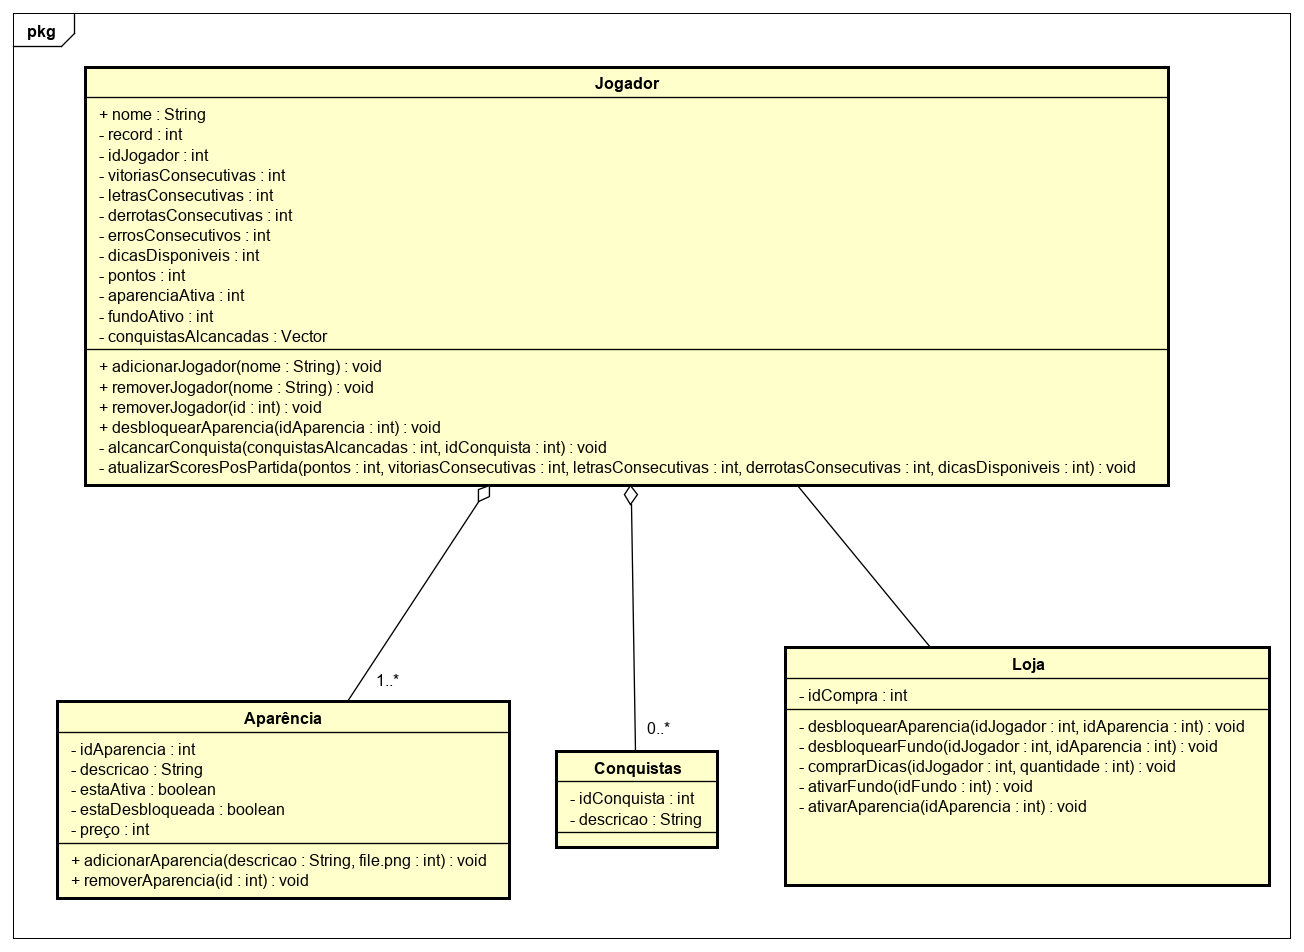 pkg
Jogador
+ nome : String
- record : int
- idJogador : int
- vitoriasConsecutivas : int
- letrasConsecutivas : int
- derrotasConsecutivas : int
- errosConsecutivos : int
- dicasDisponiveis : int
- pontos : int
- aparenciaAtiva : int
- fundoAtivo : int
- conquistasAlcancadas : Vector
+ adicionarJogador(nome : String) : void
+ removerJogador(nome : String) : void
+ removerJogador(id : int) : void
+ desbloquearAparencia(idAparencia : int) : void
- alcancarConquista(conquistasAlcancadas : int, idConquista : int) : void
- atualizarScoresPosPartida(pontos : int, vitoriasConsecutivas : int, letrasConsecutivas : int, derrotasConsecutivas : int, dicasDisponiveis : int) : void
1..*
Aparência
- idAparencia : int
- descricao : String
- estaAtiva : boolean
- estaDesbloqueada : boolean
- preço : int
+ adicionarAparencia(descricao : String, file.png : int) : void
+ removerAparencia(id : int) : void
0..*
Conquistas
- idConquista : int
- descricao : String
Loja
- idCompra : int
- desbloquearAparencia(idJogador : int, idAparencia : int) : void
- desbloquearFundo(idJogador : int, idAparencia : int) : void
- comprarDicas(idJogador : int, quantidade : int) : void
- ativarFundo(idFundo : int) : void
- ativarAparencia(idAparencia : int) : void